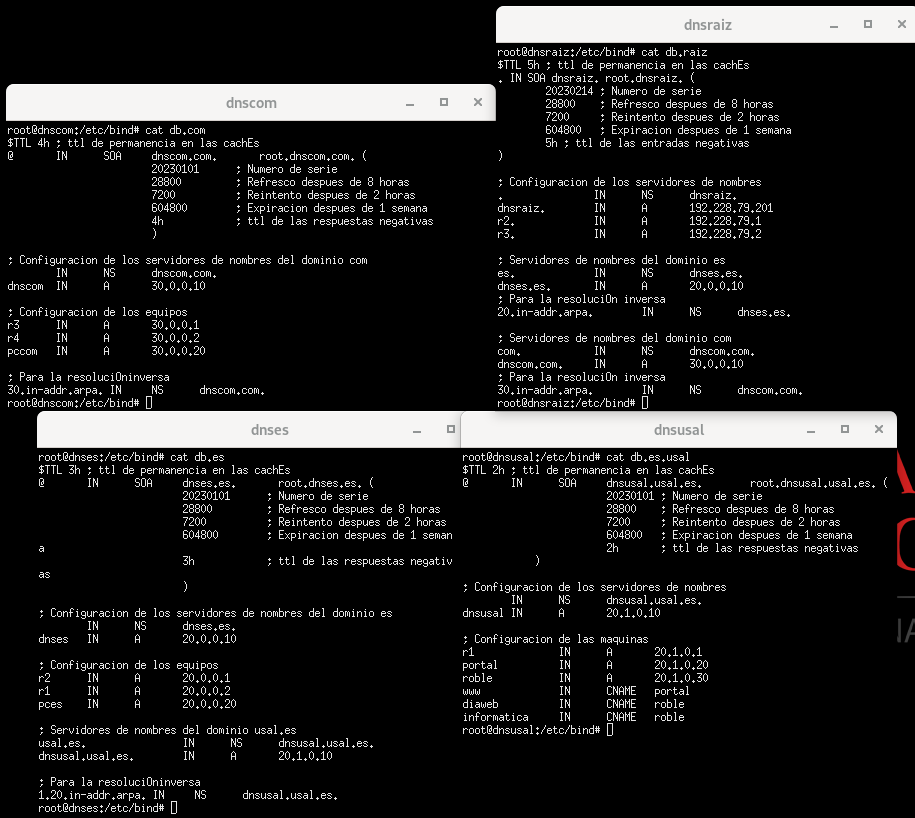 dnsraiz
root@dnsraiz:/etc/bind# cat db.raiz
$TTL 5h ; ttl de permanencia en las cachEs
. IN SOA dnsraiz. root.dnsraiz. (
20230214 ; Numero de serie
28800 ; Refresco despues de 8 horas
7200 ; Reintento despues de 2 horas
604800 ; Expiracion despues de 1 semana
5h ; ttl de las entradas negativas
)
; Configuracion de los servidores de nombres
. IN NS dnsraiz.
dnsraiz. IN A 192.228.79.201
r2. IN A 192.228.79.1
r3. IN A 192.228.79.2
; Servidores de nombres del dominio es
es. IN NS dnses.es.
dnses.es. IN A 20.0.0.10
; Para la resoluciOn inversa
20.in-addr.arpa. IN NS dnses.es.
; Servidores de nombres del dominio com
com. IN NS dnscom.com.
dnscom.com. IN A 30.0.0.10
; Para la resoluciOn inversa
30.in-addr.arpa. IN NS dnscom.com.
root@dnsraiz:/etc/bind#
dnscom
root@dnscom:/etc/bind# cat db.com
$TTL 4h ; ttl de permanencia en las cachEs
@ IN SOA dnscom.com. root.dnscom.com. (
20230101 ; Numero de serie
28800 ; Refresco despues de 8 horas
7200 ; Reintento despues de 2 horas
604800 ; Expiracion despues de 1 semana
4h ; ttl de las respuestas negativas
)
; Configuracion de los servidores de nombres del dominio com
IN NS dnscom.com.
dnscom IN A 30.0.0.10
; Configuracion de los equipos
r3 IN A 30.0.0.1
r4 IN A 30.0.0.2
pccom IN A 30.0.0.20
; Para la resoluciOninversa
30.in-addr.arpa. IN NS dnscom.com.
root@dnscom:/etc/bind#
dnses
root@dnses:/etc/bind# cat db.es
$TTL 3h ; ttl de permanencia en las cachEs
@ IN SOA dnses.es. root.dnses.es. (
20230101 ; Numero de serie
28800 ; Refresco despues de 8 horas
7200 ; Reintento despues de 2 horas
604800 ; Expiracion despues de 1 seman
a
3h ; ttl de las respuestas negativ
as
)
; Configuracion de los servidores de nombres del dominio es
IN NS dnses.es.
dnses IN A 20.0.0.10
; Configuracion de los equipos
r2 IN A 20.0.0.1
r1 IN A 20.0.0.2
pces IN A 20.0.0.20
; Servidores de nombres del dominio usal.es
usal.es. IN NS dnsusal.usal.es.
dnsusal.usal.es. IN A 20.1.0.10
; Para la resoluciOninversa
1.20.in-addr.arpa. IN NS dnsusal.usal.es.
root@dnses:/etc/bind#
dnsusal
root@dnsusal:/etc/bind# cat db.es.usal
$TTL 2h ; ttl de permanencia en las cachEs
@ IN SOA dnsusal.usal.es. root.dnsusal.usal.es. (
20230101 ; Numero de serie
28800 ; Refresco despues de 8 horas
7200 ; Reintento despues de 2 horas
604800 ; Expiracion despues de 1 semana
2h ; ttl de las respuestas negativas
)
; Configuracion de los servidores de nombres
IN NS dnsusal.usal.es.
dnsusal IN A 20.1.0.10
; Configuracion de las maquinas
r1 IN A 20.1.0.1
portal IN A 20.1.0.20
roble IN A 20.1.0.30
www IN CNAME portal
diaweb IN CNAME roble
informatica IN CNAME roble
root@dnsusal:/etc/bind#